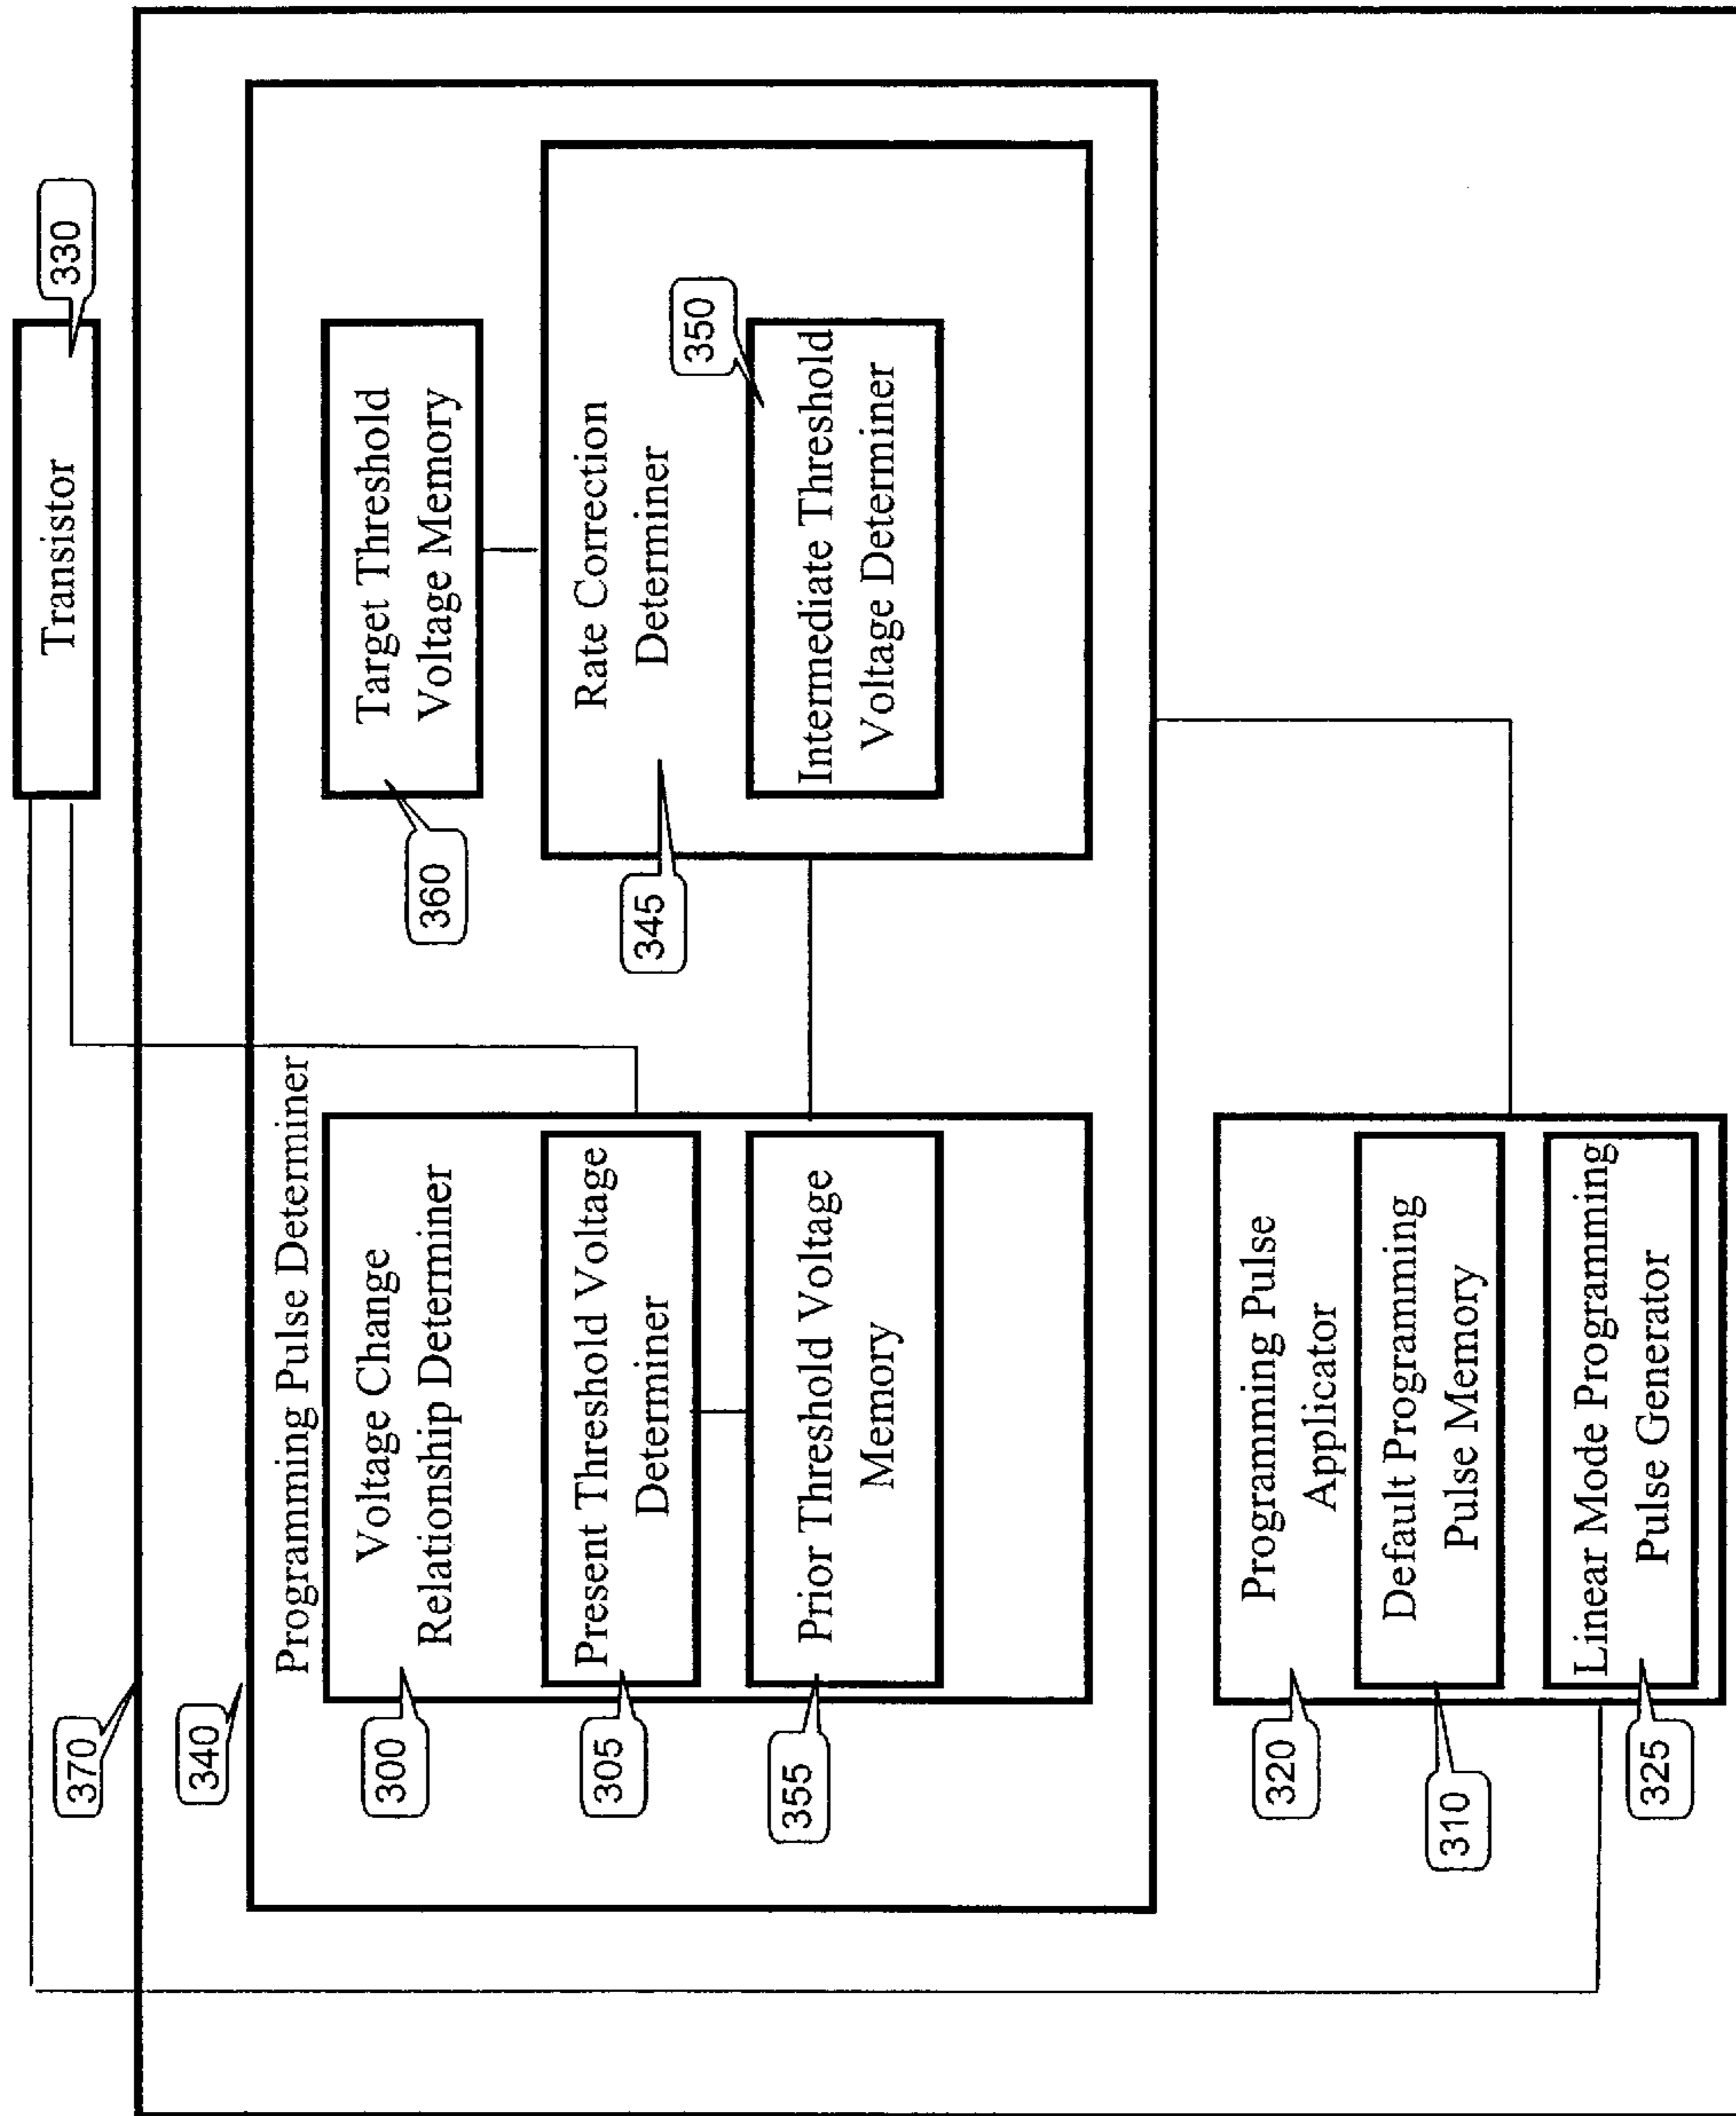 Transistor
330
370
340
Programming Pulse Determiner
300
Voltage Change
Relationship Determiner
305
Present Threshold Voltage
Determiner
355
Prior Threshold Voltage
Memory
360
Target Threshold
Voltage Memory
345
Rate Correction
Determiner
350
Intermediate Threshold
Voltage Determiner
320
Programming Pulse
Applicator
310
Default Programming
Pulse Memory
325
Linear Mode Programming
Pulse Generator